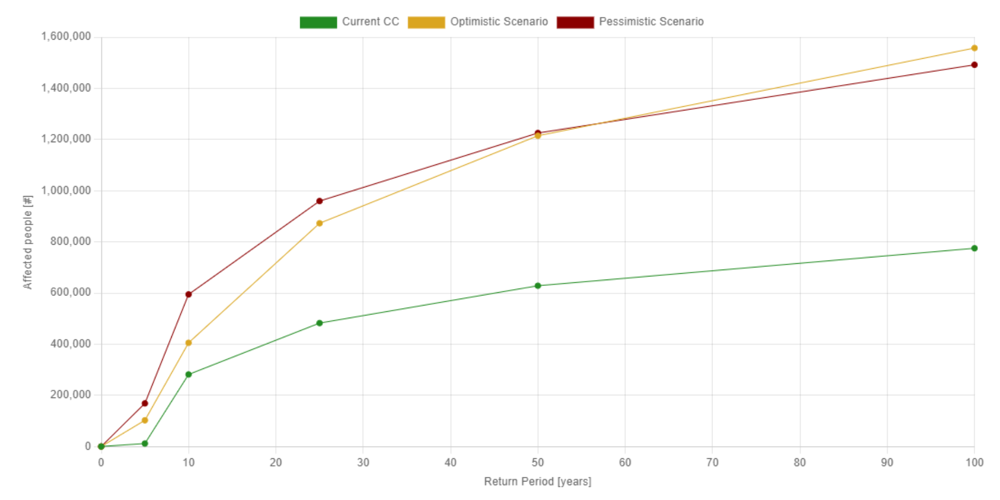 Current CC Optimistic Scenario Pessimistic Scenario
1,600,000
1,400,000
1,200,000
1,000,000
800,000
600,000
400,000
200,000
0
Affected people [#]
0 10 20 30 40 50 60 70 80 90 100
Return Period [years]